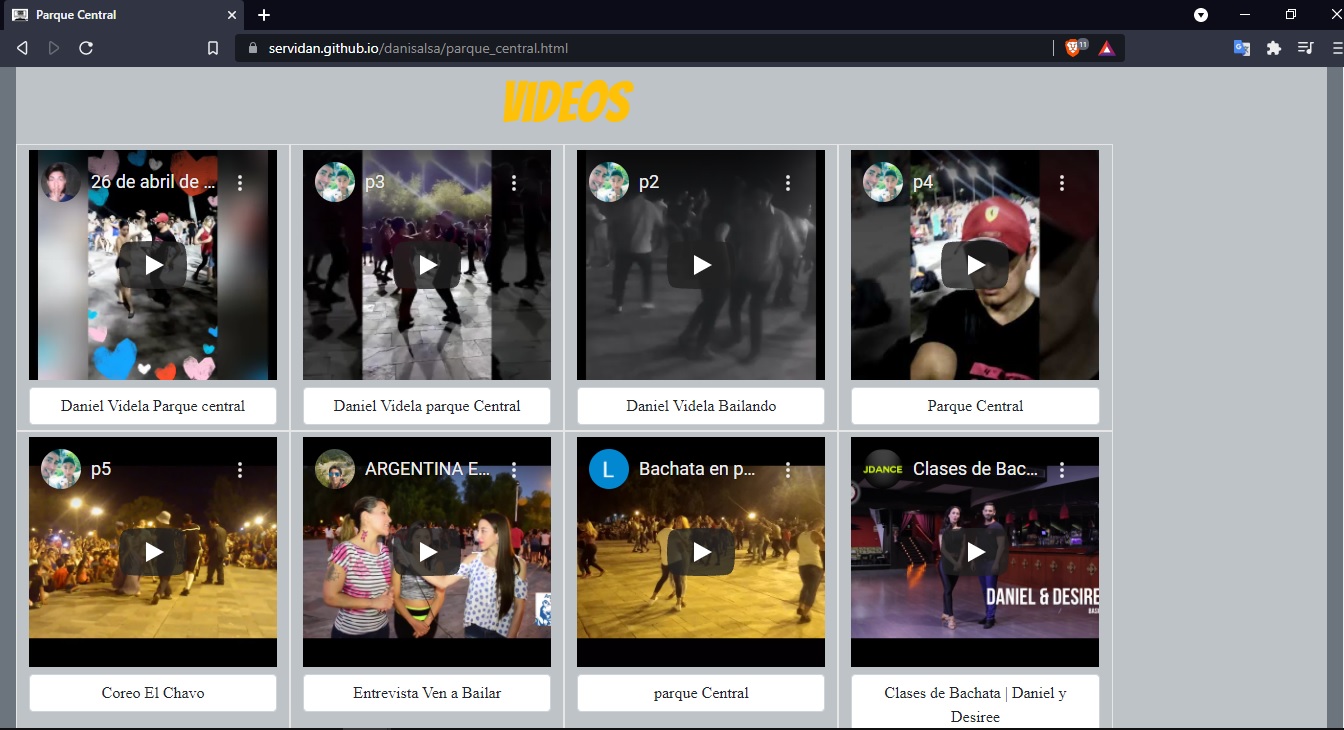 Parque Central
servidan.github.io/danisalsa/parque_central.html
11
VIDEOS
26 de abril de ...
p3
p2
p4
Daniel Videla Parque central
Daniel Videla parque Central
Daniel Videla Bailando
Parque Central
p5
ARGENTINA E...
L
Bachata en p...
JDANCE
Clases de Bac...
DANIEL & DESIRE
Coreo El Chavo
Entrevista Ven a Bailar
parque Central
Clases de Bachata | Daniel y
Desiree